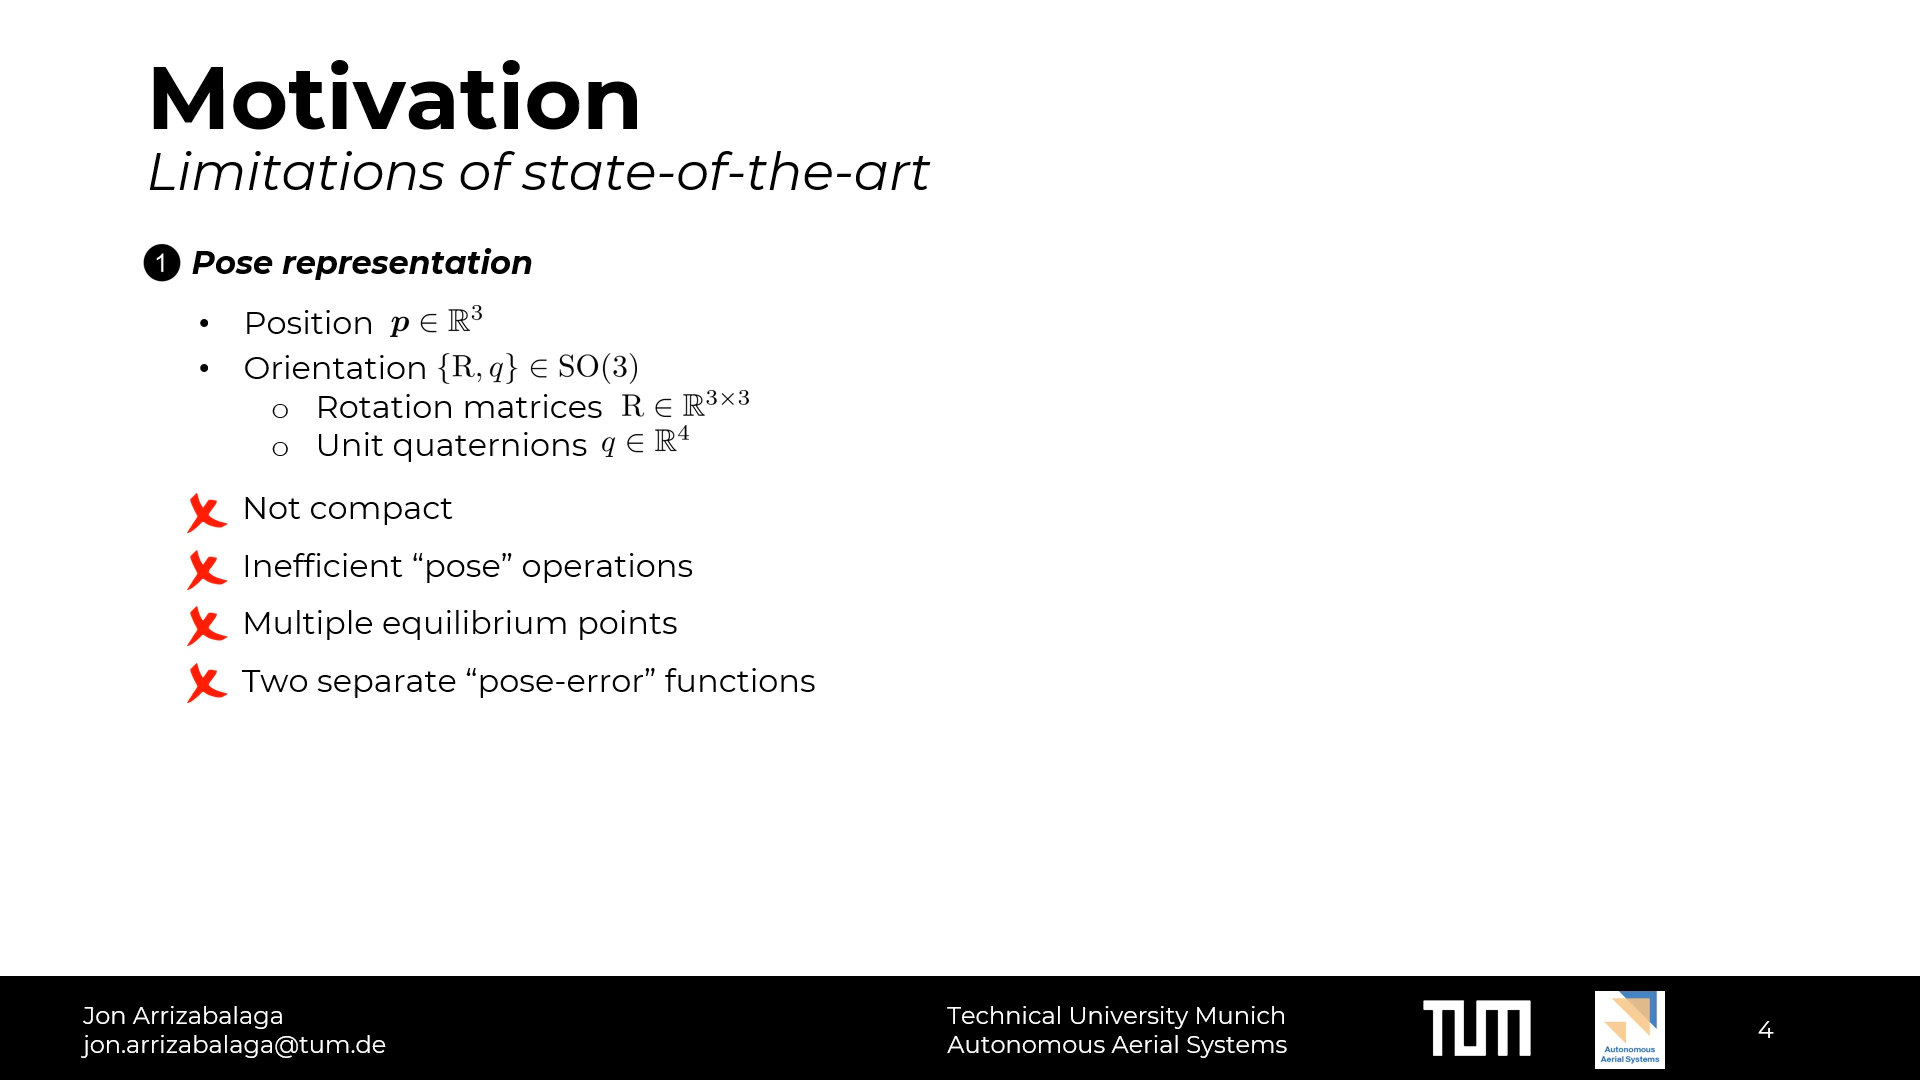 Motivation
Limitations of state-of-the-art
1 Pose representation
• Position p ∈ ℝ³
• Orientation {R, q} ∈ SO(3)
o Rotation matrices R ∈ ℝ³ˣ³
o Unit quaternions q ∈ ℝ⁴
✗ Not compact
✗ Inefficient “pose” operations
✗ Multiple equilibrium points
✗ Two separate “pose-error” functions
Jon Arrizabalaga
jon.arrizabalaga@tum.de
Technical University Munich
Autonomous Aerial Systems
TUM
Autonomous
Aerial Systems
4